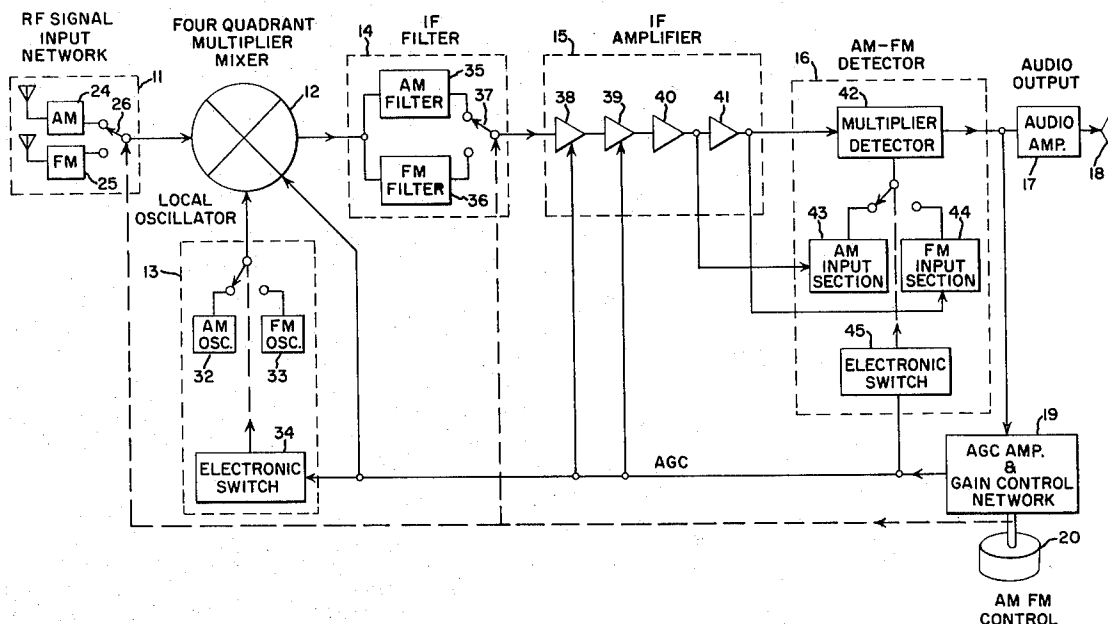 RF SIGNAL
INPUT
NETWORK
11
24
AM
26
FM
25
FOUR QUADRANT
MULTIPLIER
MIXER
12
LOCAL
OSCILLATOR
13
AM
OSC.
32
FM
OSC.
33
34
ELECTRONIC
SWITCH
IF
FILTER
14
35
AM
FILTER
37
FM
FILTER
36
IF
AMPLIFIER
15
38
39
40
41
AM-FM
DETECTOR
16
42
MULTIPLIER
DETECTOR
43
AM
INPUT
SECTION
44
FM
INPUT
SECTION
45
ELECTRONIC
SWITCH
AUDIO
OUTPUT
AUDIO
AMP.
17
18
AGC
19
AGC AMP.
&
GAIN CONTROL
NETWORK
20
AM FM
CONTROL